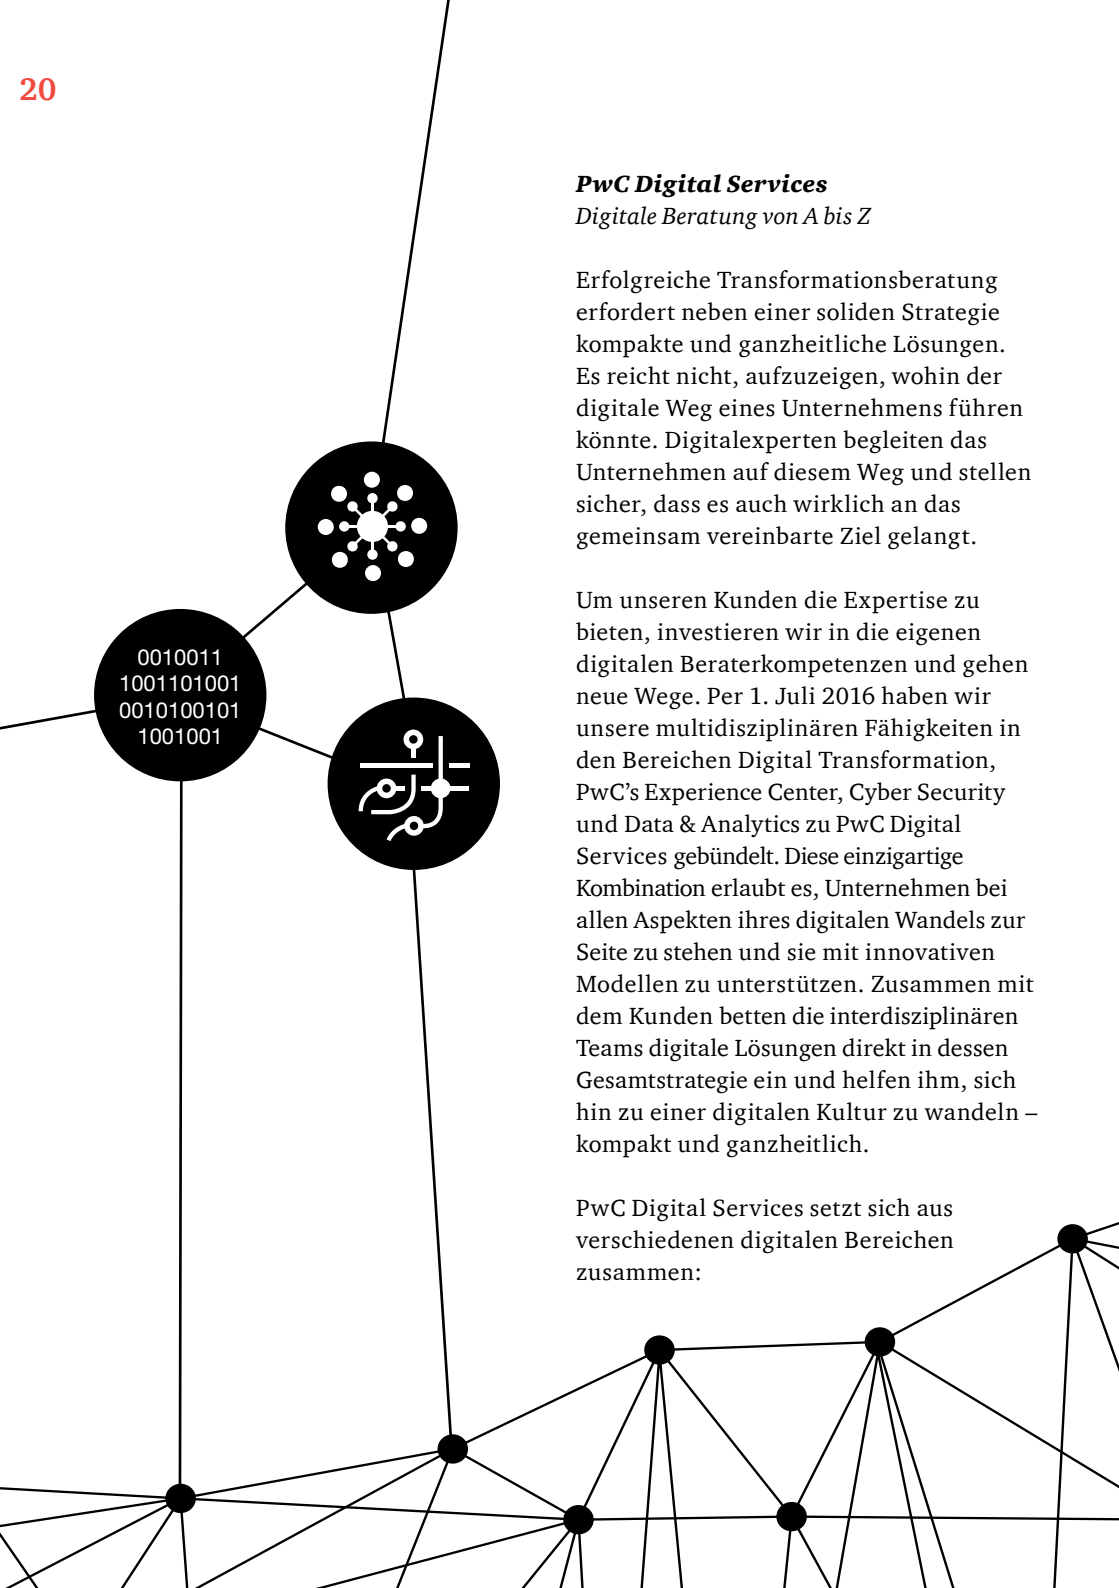 20
PwC Digital Services
Digitale Beratung von A bis Z
Erfolgreiche Transformationsberatung
erfordert neben einer soliden Strategie
kompakte und ganzheitliche Lösungen.
Es reicht nicht, aufzuzeigen, wohin der
digitale Weg eines Unternehmens führen
könnte. Digitalexperten begleiten das
Unternehmen auf diesem Weg und stellen
sicher, dass es auch wirklich an das
gemeinsam vereinbarte Ziel gelangt.
Um unseren Kunden die Expertise zu
bieten, investieren wir in die eigenen
digitalen Beraterkompetenzen und gehen
neue Wege. Per 1. Juli 2016 haben wir
unsere multidisziplinären Fähigkeiten in
den Bereichen Digital Transformation,
PwC’s Experience Center, Cyber Security
und Data & Analytics zu PwC Digital
Services gebündelt. Diese einzigartige
Kombination erlaubt es, Unternehmen bei
allen Aspekten ihres digitalen Wandels zur
Seite zu stehen und sie mit innovativen
Modellen zu unterstützen. Zusammen mit
dem Kunden betten die interdisziplinären
Teams digitale Lösungen direkt in dessen
Gesamtstrategie ein und helfen ihm, sich
hin zu einer digitalen Kultur zu wandeln –
kompakt und ganzheitlich.
PwC Digital Services setzt sich aus
verschiedenen digitalen Bereichen
zusammen:
0010011
1001101001
0010100101
1001001